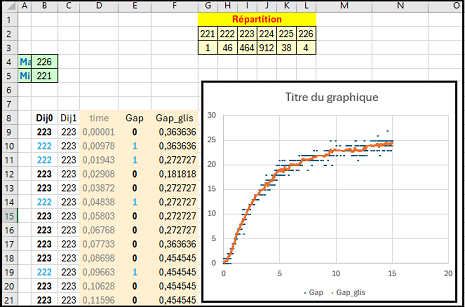 A B C D E F G H I J K L M N O
1 Répartition
2 221 222 223 224 225 226
3 1 46 464 912 38 4
4 Ma 226
5 Mi 221
6
7
8 Dij0 Dij1 time Gap Gap_glis
9 223 223 0,00001 0 0,363636
10 222 223 0,00978 1 0,363636
11 222 223 0,01943 1 0,272727
12 223 223 0,02908 0 0,181818
13 223 223 0,03872 0 0,272727
14 222 223 0,04838 1 0,272727
15 223 223 0,05803 0 0,272727
16 223 223 0,06768 0 0,272727
17 223 223 0,07733 0 0,363636
18 223 223 0,08698 0 0,454545
19 222 223 0,09663 1 0,454545
20 223 223 0,10628 0 0,454545
21 223 223 0,11596 0 0,454545
Titre du graphique
30
25
20
15
10
5
0
0 5 10 15 20
Gap Gap_glis